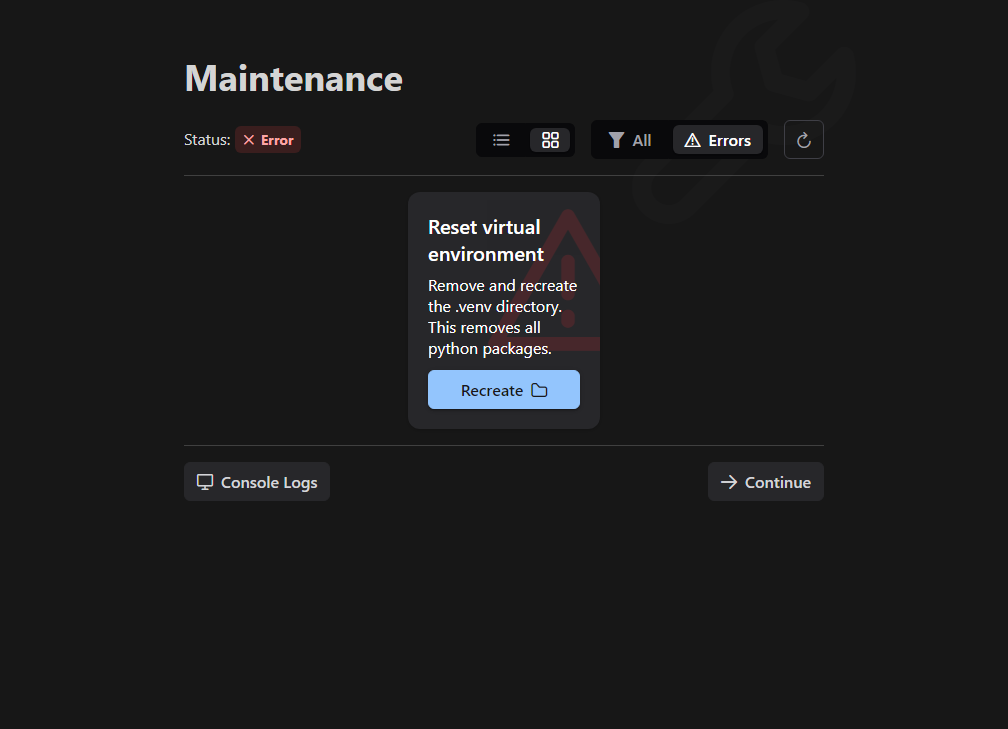 Maintenance
Status: Error
All
Errors
Reset virtual
environment
Remove and recreate
the .venv directory.
This removes all
python packages.
Recreate
Console Logs
Continue